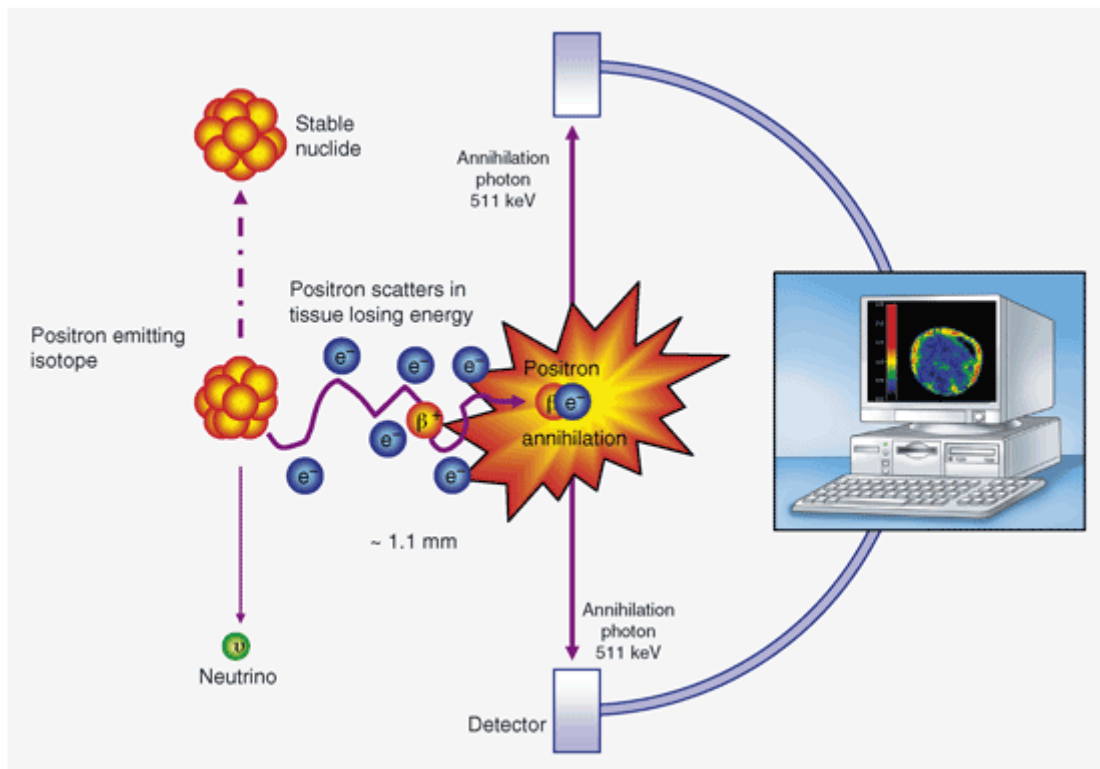 Stable
nuclide
Annihilation
photon
511 keV
Positron scatters in
tissue losing energy
Positron emitting
isotope
e⁻
e⁻
e⁻
Positron
β
e⁻
β⁺
e⁻
annihilation
e⁻
e⁻
~ 1.1 mm
Annihilation
photon
511 keV
υ
Neutrino
Detector